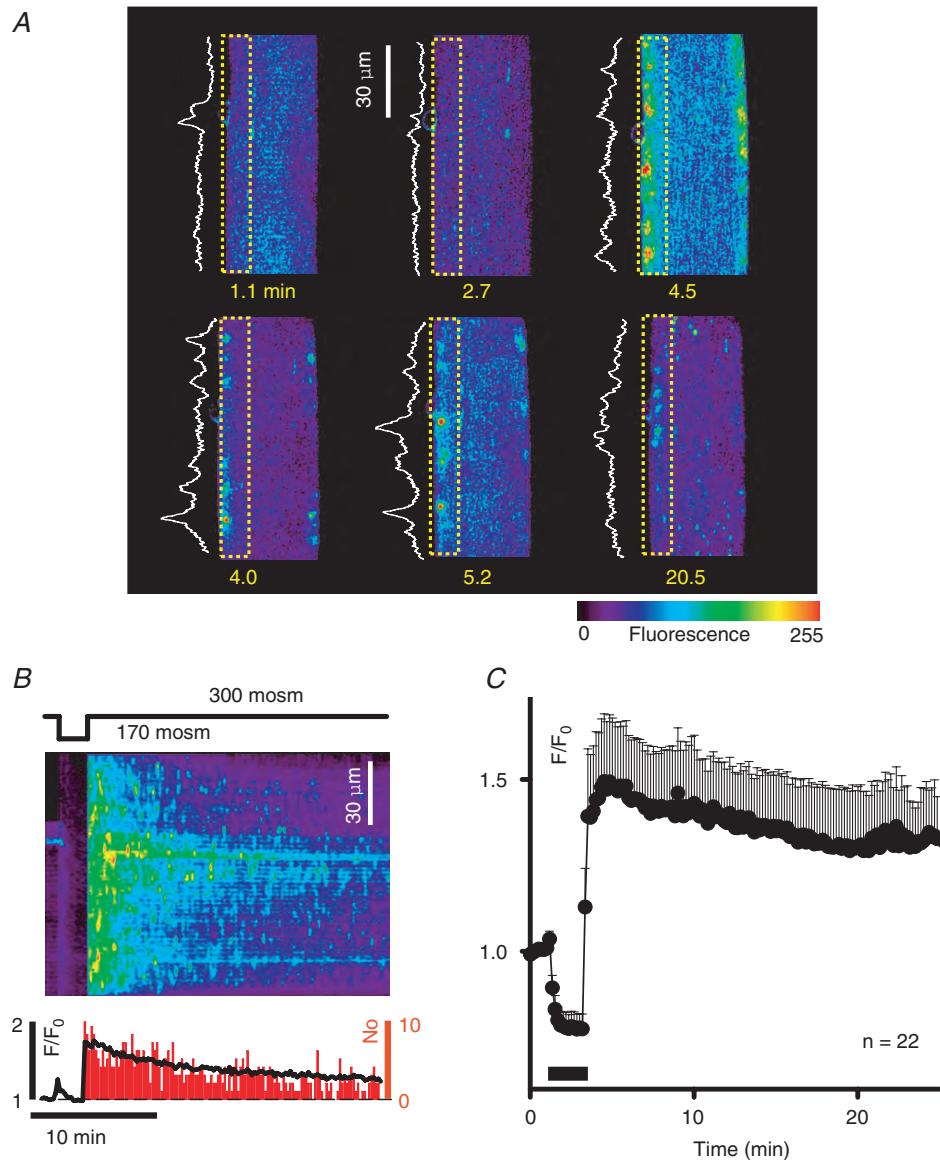 A
30 μm
1.1 min
2.7
4.5
4.0
5.2
20.5
0 Fluorescence 255
B
300 mosm
170 mosm
30 μm
2
F/F0
No
10
1
0
10 min
C
F/F0
1.5
1.0
n = 22
0
10
20
Time (min)